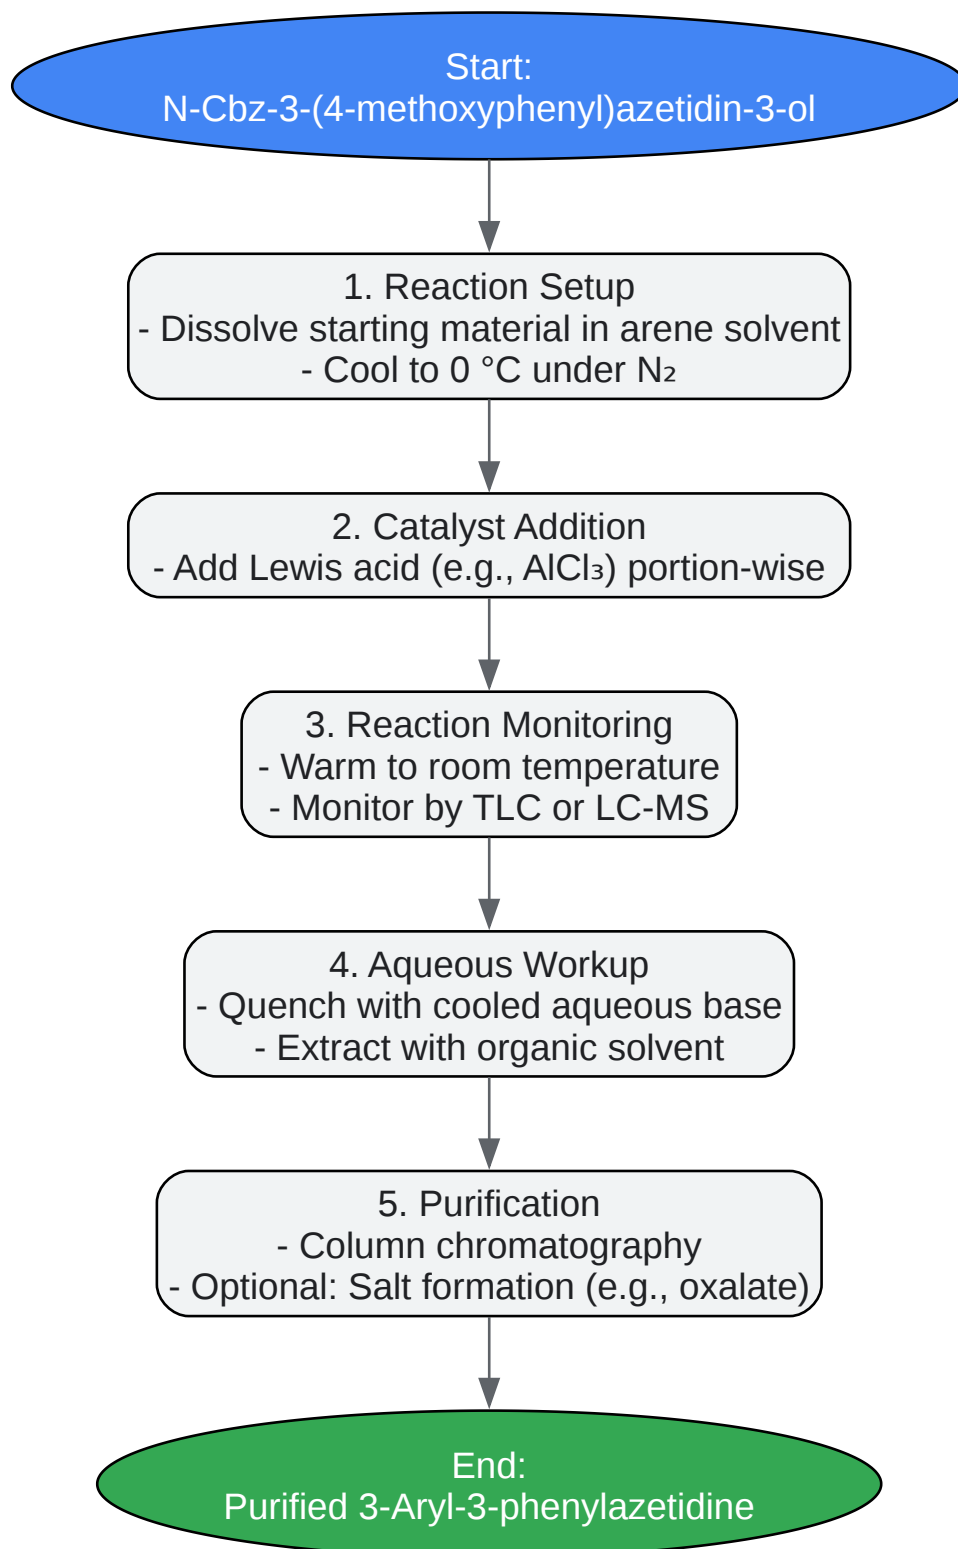 Start:
N-Cbz-3-(4-methoxyphenyl)azetidin-3-ol
1. Reaction Setup
- Dissolve starting material in arene solvent
- Cool to 0 °C under N₂
2. Catalyst Addition
- Add Lewis acid (e.g., AlCl₃) portion-wise
3. Reaction Monitoring
- Warm to room temperature
- Monitor by TLC or LC-MS
4. Aqueous Workup
- Quench with cooled aqueous base
- Extract with organic solvent
5. Purification
- Column chromatography
- Optional: Salt formation (e.g., oxalate)
End:
Purified 3-Aryl-3-phenylazetidine